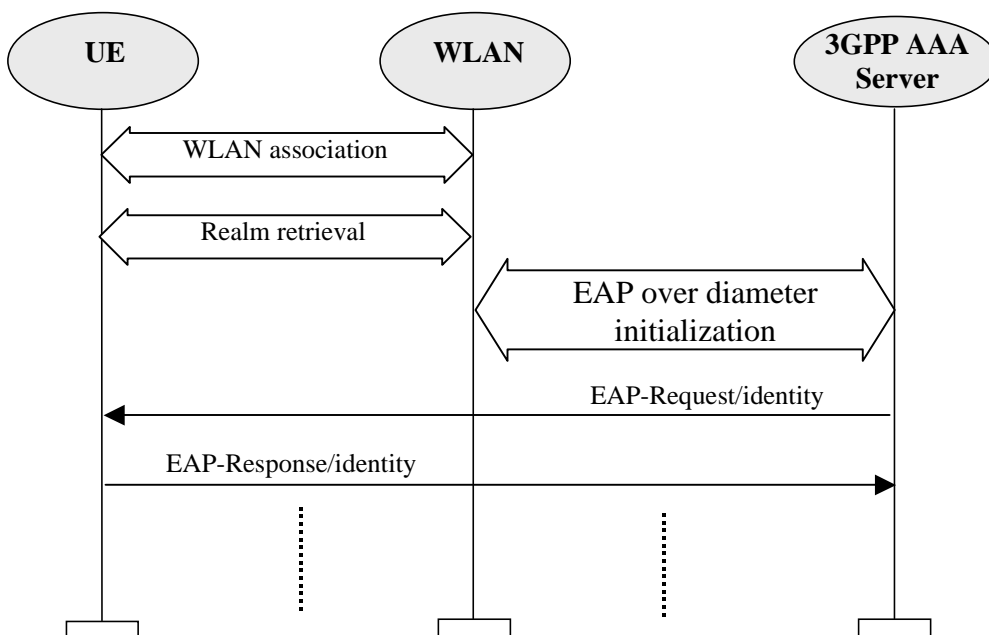 UE
WLAN
3GPP AAA
Server
WLAN association
Realm retrieval
EAP over diameter
initialization
EAP-Request/identity
EAP-Response/identity